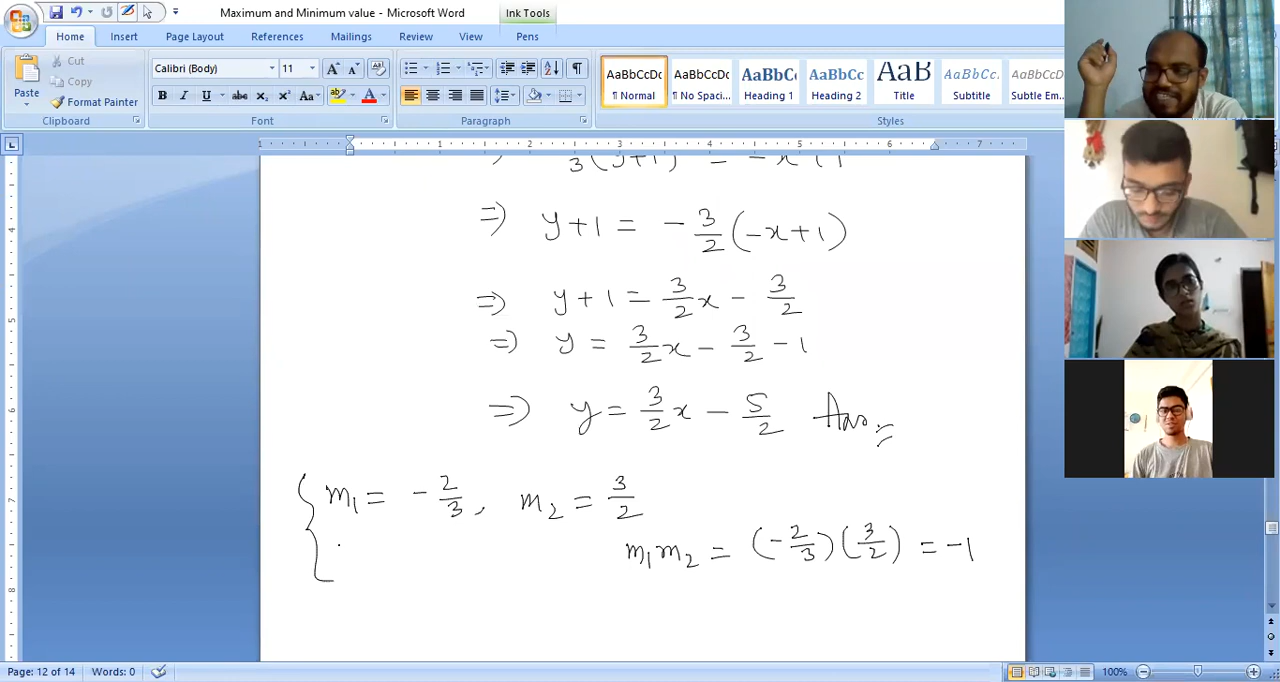 Maximum and Minimum value - Microsoft Word
Ink Tools
Home Insert Page Layout References Mailings Review View Pens
Paste
Cut
Copy
Format Painter
Clipboard
Calibri (Body) 11
Font
Paragraph
AaBbCcDc AaBbCcDc AaBbC AaBbCc AaB AaBbCc. AaBbCcD
¶ Normal ¶ No Spaci... Heading 1 Heading 2 Title Subtitle Subtle Em...
Styles
⇒ y+1 = -3/2(-x+1)
⇒ y+1 = 3/2x - 3/2
⇒ y = 3/2x - 3/2 - 1
⇒ y = 3/2x - 5/2 Ans
m₁ = -2/3, m₂ = 3/2
m₁m₂ = (-2/3)(3/2) = -1
Page: 12 of 14 Words: 0
100%